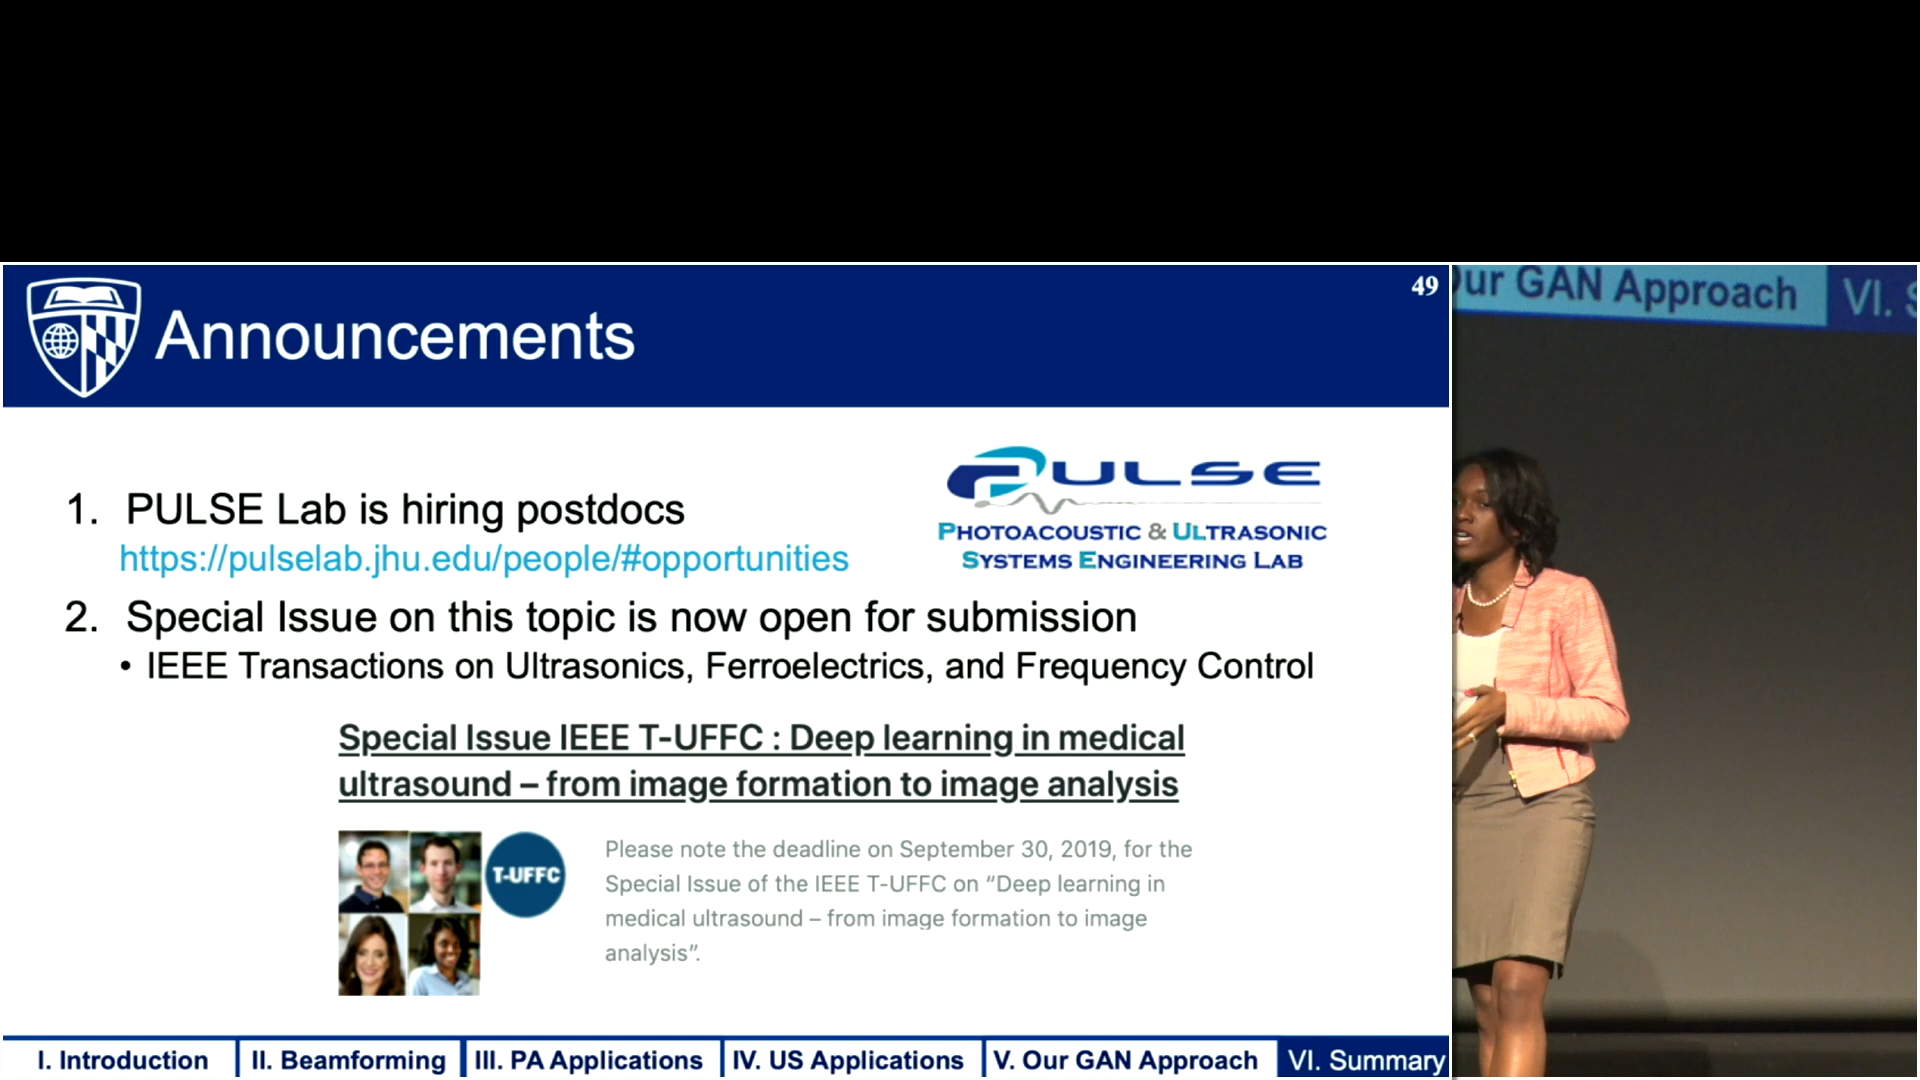 Announcements
49
1. PULSE Lab is hiring postdocs
https://pulselab.jhu.edu/people/#opportunities
PULSE
PHOTOACOUSTIC & ULTRASONIC
SYSTEMS ENGINEERING LAB
2. Special Issue on this topic is now open for submission
• IEEE Transactions on Ultrasonics, Ferroelectrics, and Frequency Control
Special Issue IEEE T-UFFC : Deep learning in medical
ultrasound – from image formation to image analysis
T-UFFC
Please note the deadline on September 30, 2019, for the
Special Issue of the IEEE T-UFFC on “Deep learning in
medical ultrasound – from image formation to image
analysis”.
I. Introduction
II. Beamforming
III. PA Applications
IV. US Applications
V. Our GAN Approach
VI. Summary
Our GAN Approach
VI. S